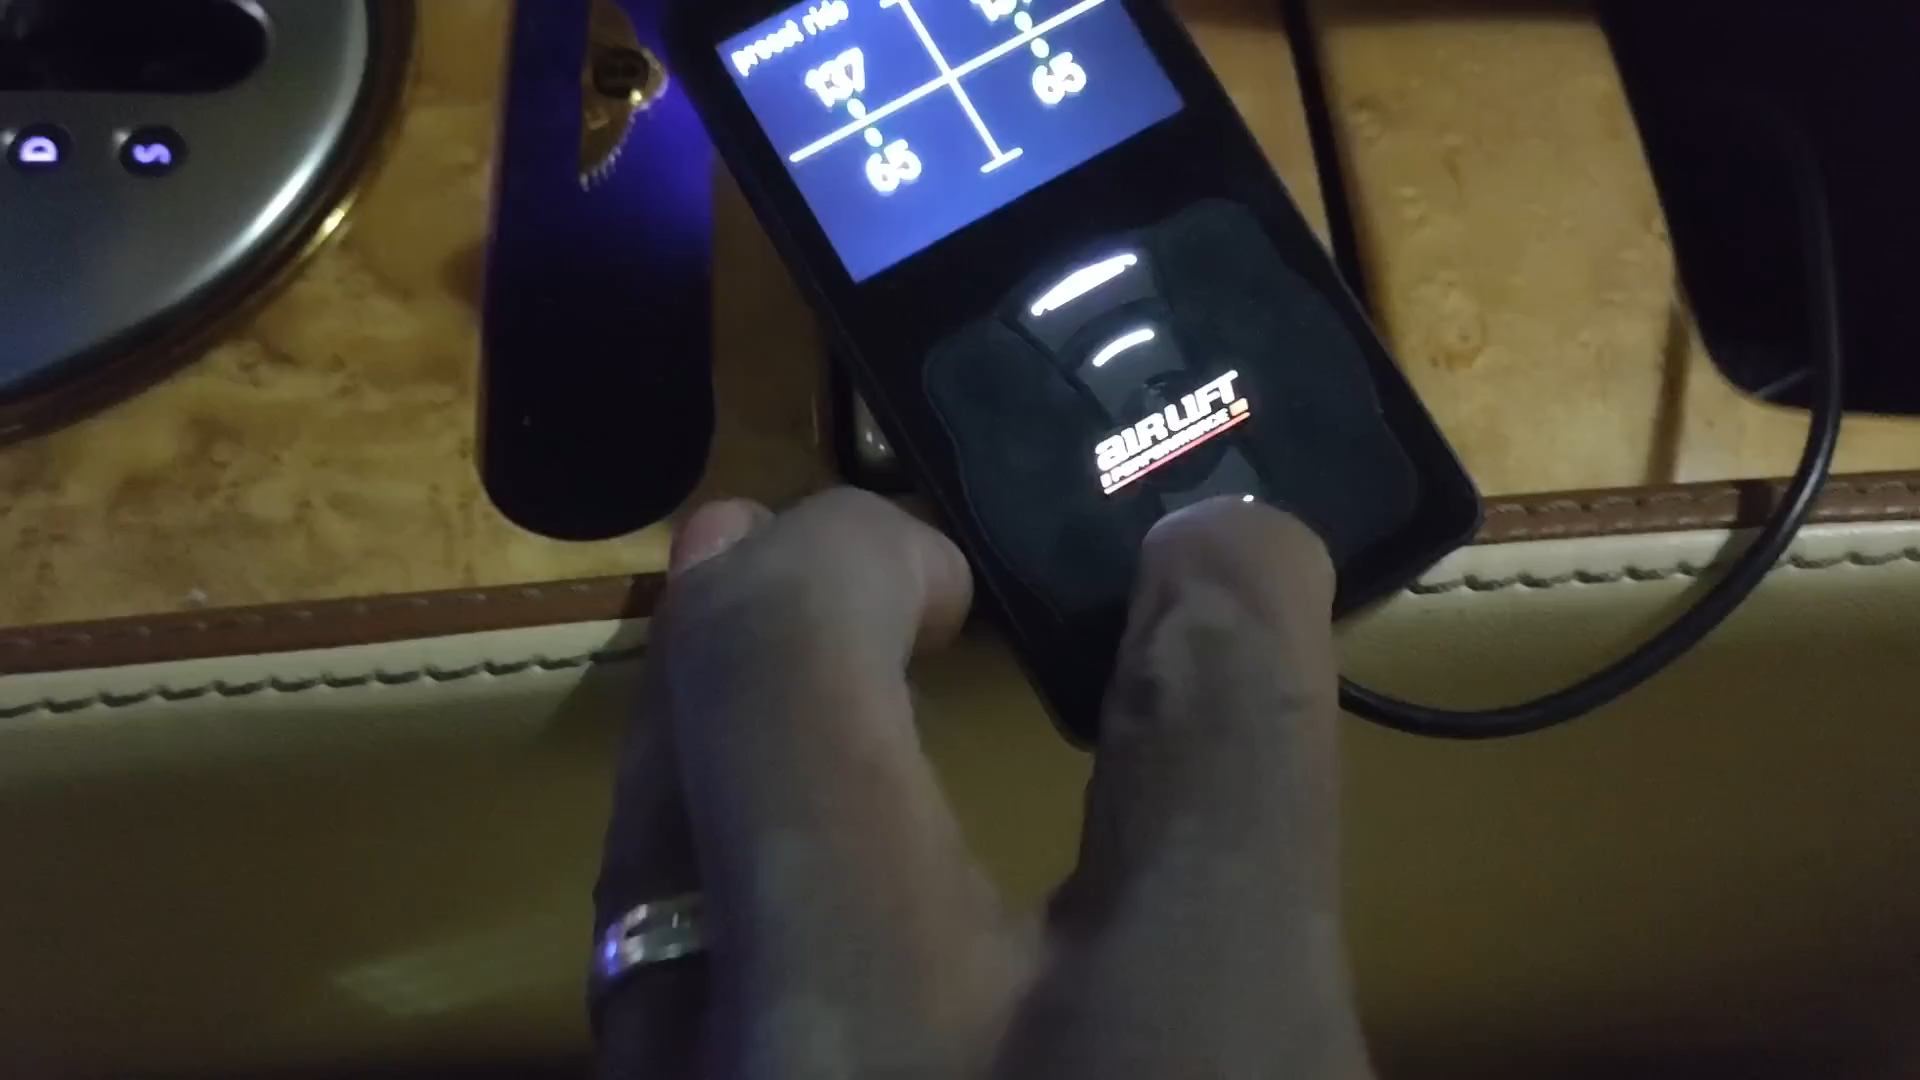 preset ride
137
65
65
AIR LIFT
PERFORMANCE
D
S